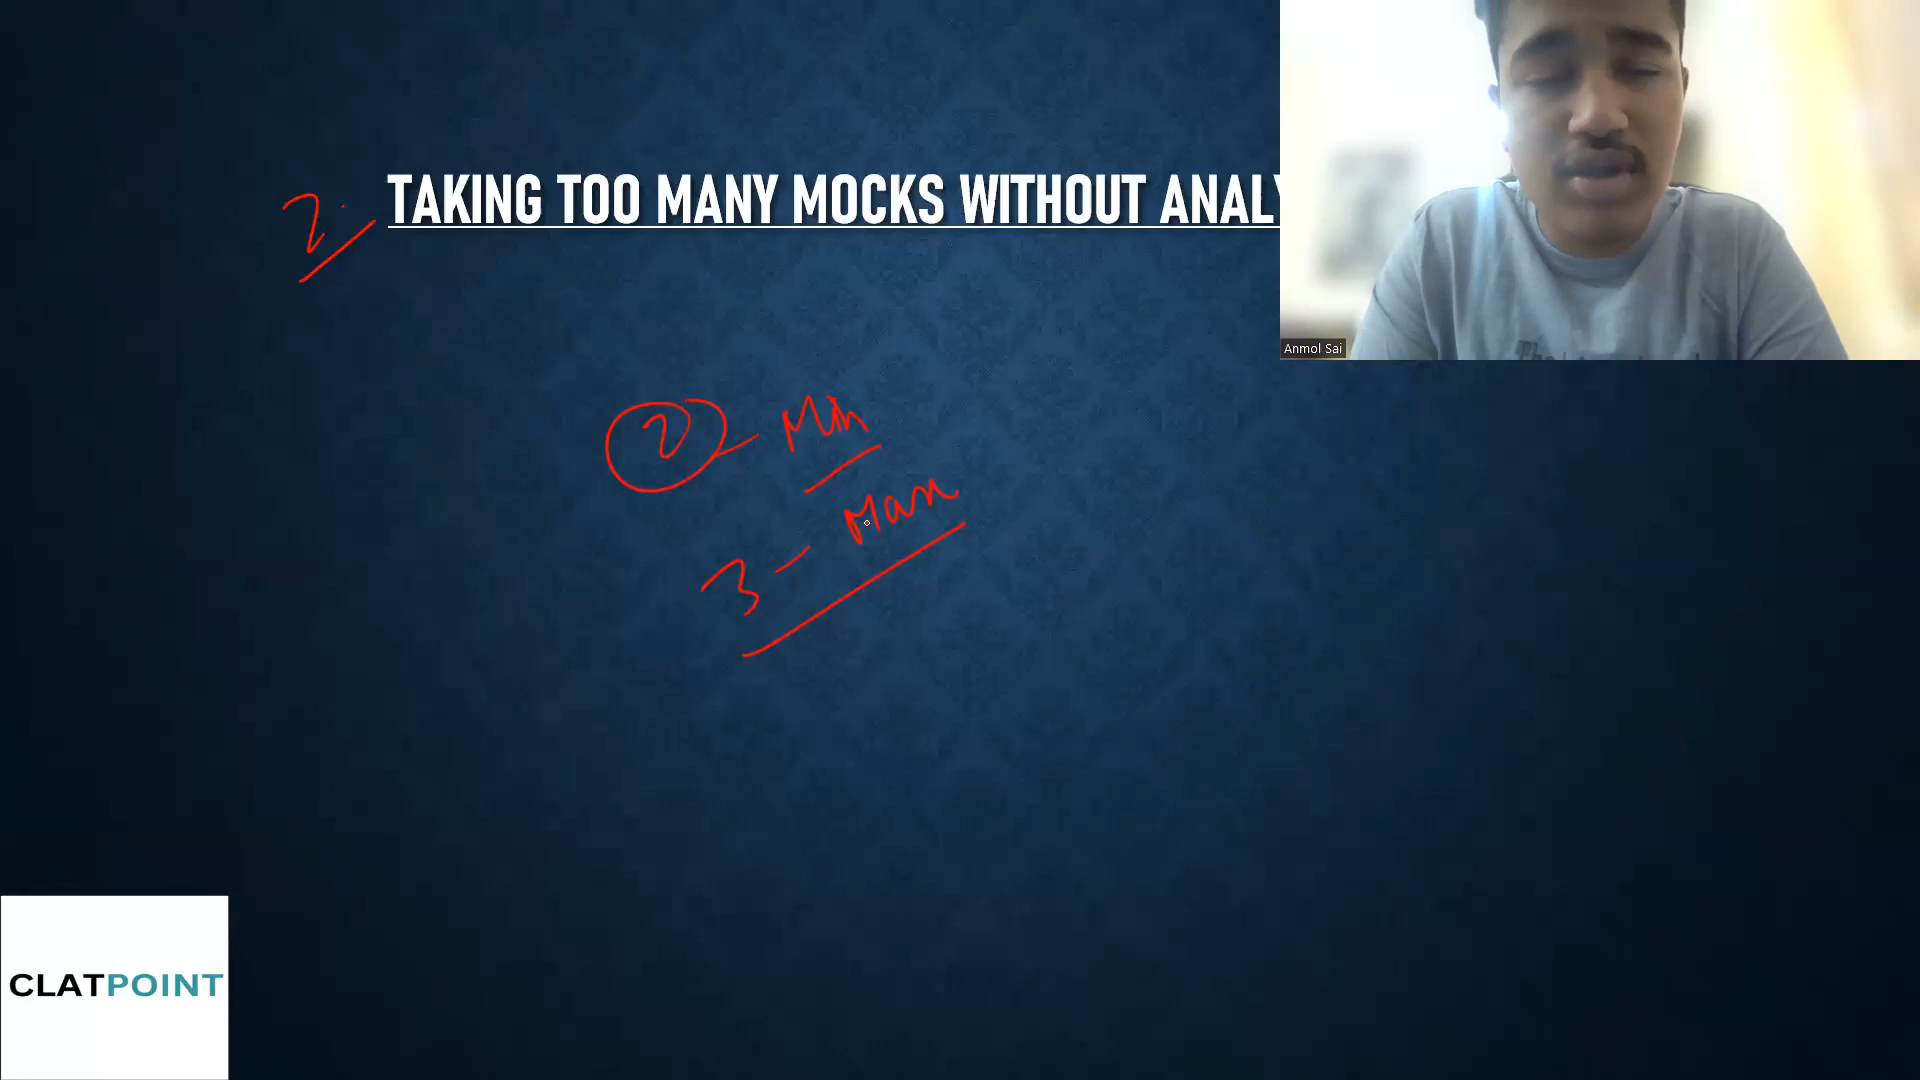 2. TAKING TOO MANY MOCKS WITHOUT ANALY
Anmol Sai
2 - Min
3 - Max
CLATPOINT